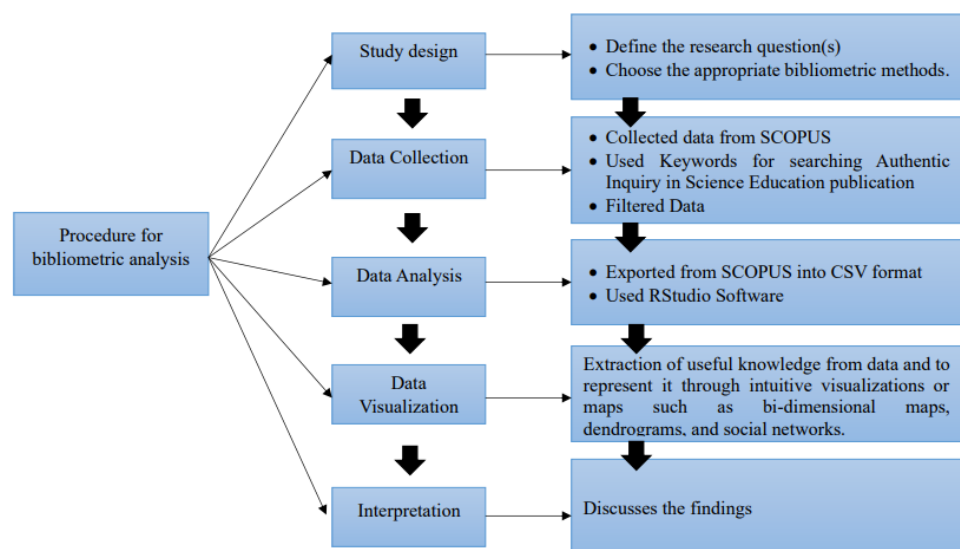 Procedure for
bibliometric analysis
Study design
• Define the research question(s)
• Choose the appropriate bibliometric methods.
Data Collection
• Collected data from SCOPUS
• Used Keywords for searching Authentic
Inquiry in Science Education publication
• Filtered Data
Data Analysis
• Exported from SCOPUS into CSV format
• Used RStudio Software
Data
Visualization
Extraction of useful knowledge from data and to
represent it through intuitive visualizations or
maps such as bi-dimensional maps,
dendrograms, and social networks.
Interpretation
Discusses the findings